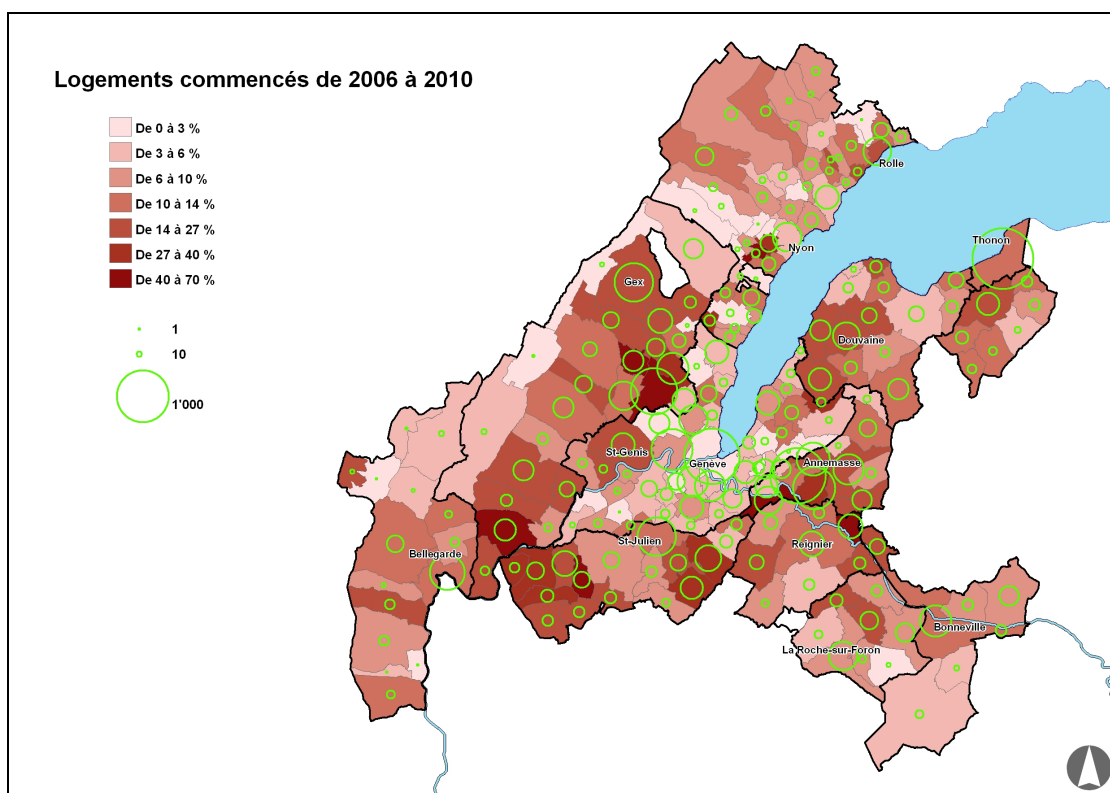 Logements commencés de 2006 à 2010
De 0 à 3 %
De 3 à 6 %
De 6 à 10 %
De 10 à 14 %
De 14 à 27 %
De 27 à 40 %
De 40 à 70 %
1
10
1'000
Rolle
Nyon
Thonon
Gex
Douvaine
St-Genis
Genève
Annemasse
St-Julien
Reignier
Bellegarde
Bonneville
La Roche-sur-Foron